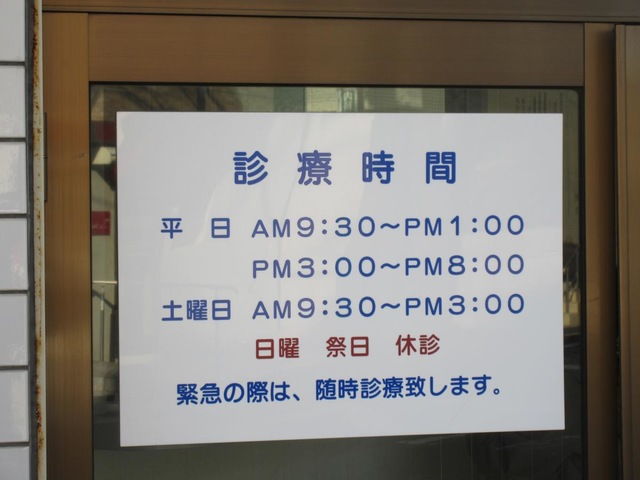 診療時間
平日 AM9:30～PM1:00
PM3:00～PM8:00
土曜日 AM9:30～PM3:00
日曜 祭日 休診
緊急の際は、随時診療致します。